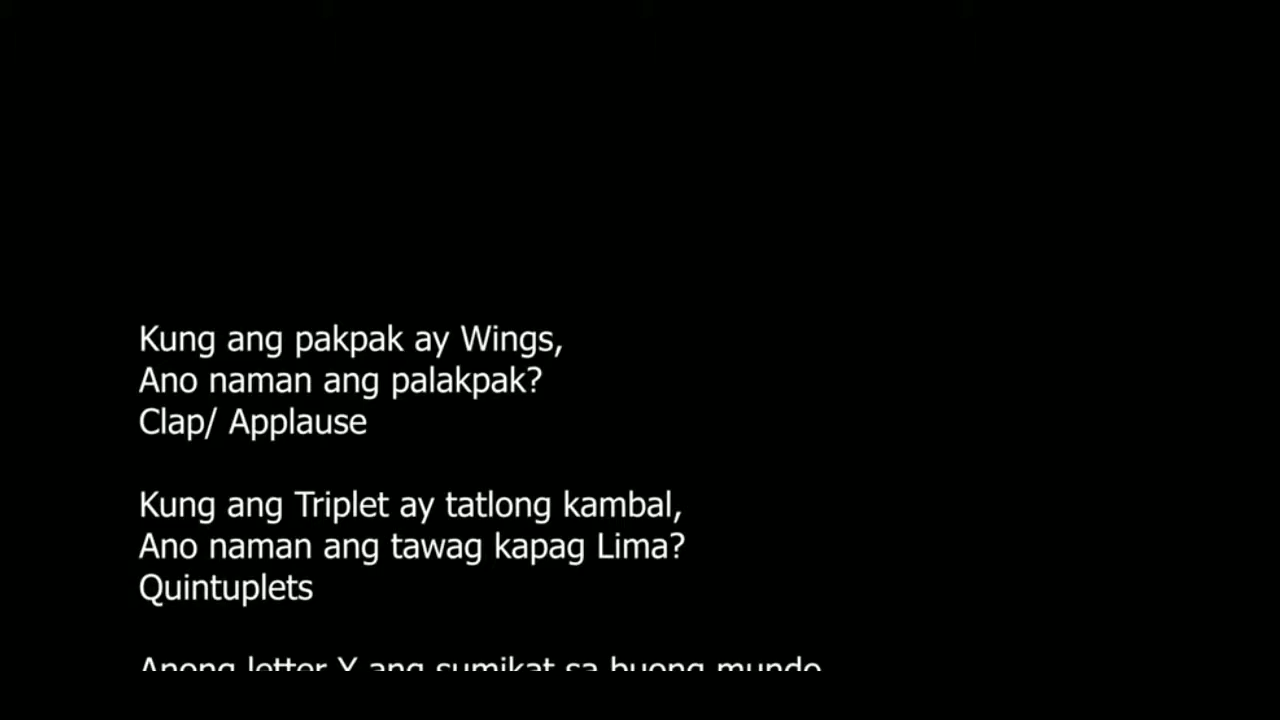 Kung ang pakpak ay Wings,
Ano naman ang palakpak?
Clap/ Applause
Kung ang Triplet ay tatlong kambal,
Ano naman ang tawag kapag Lima?
Quintuplets
Anong letter Y ang sumikat sa buong mundo